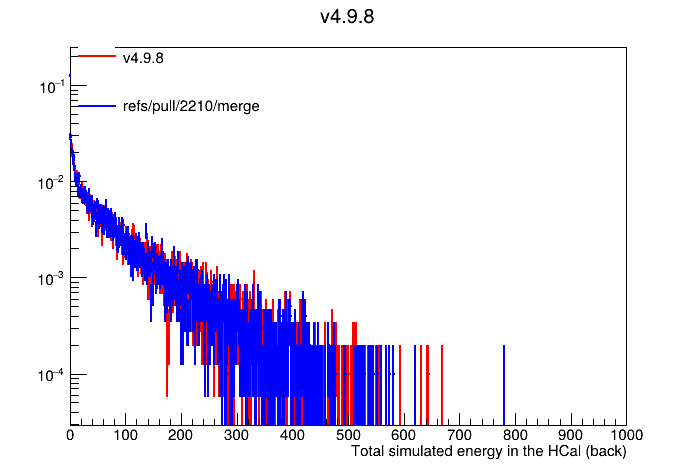 v4.9.8
v4.9.8
refs/pull/2210/merge
10⁻¹
10⁻²
10⁻³
10⁻⁴
0 100 200 300 400 500 600 700 800 900 1000
Total simulated energy in the HCal (back)